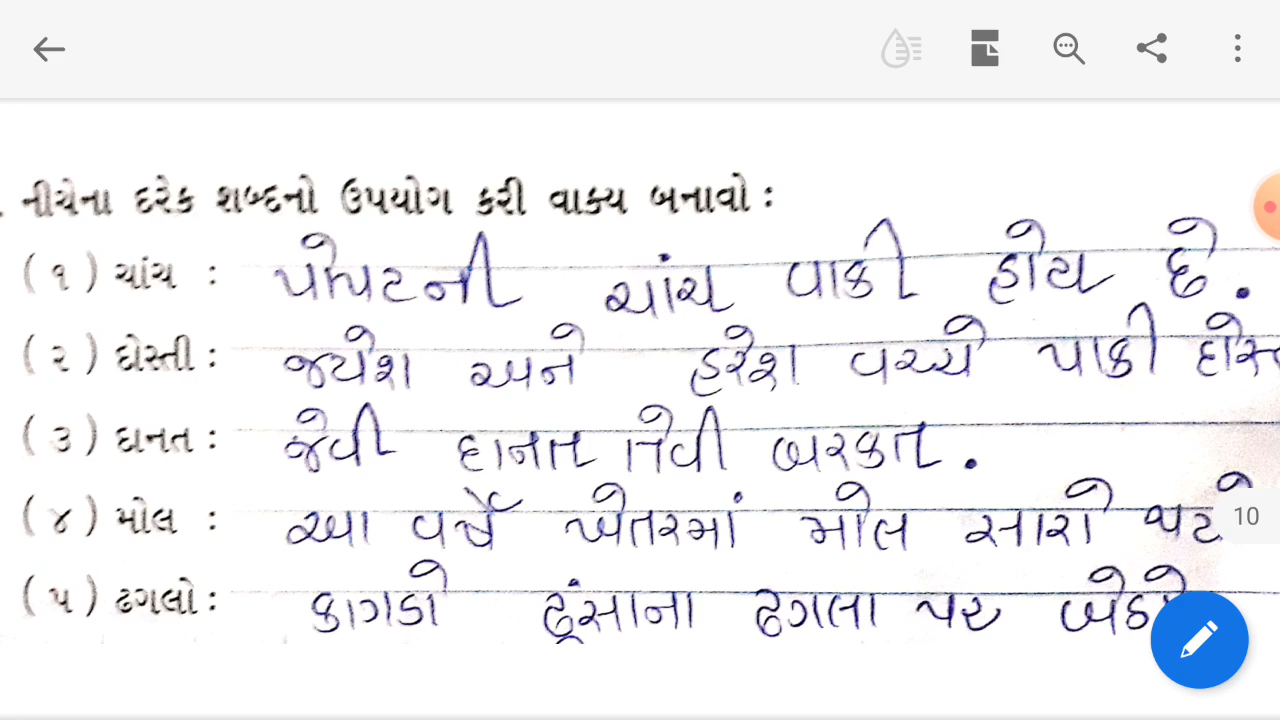 નીચેના દરેક શબ્દનો ઉપયોગ કરી વાક્ય બનાવો :
(૧) ચાંચ : પોપટની ચાંચ વાકી હોય છે.
(૨) દોસ્તી : જયેશ અને હરેશ વચ્ચે પાકી
(૩) દાનત : જેવી દાનત તેવી બરકત.
(૪) મોલ : આ વર્ષે ખેતરમાં મોલ સારો
10
(૫) ઢગલો : કાગડો ઢૂંસાના ઢગલા પર